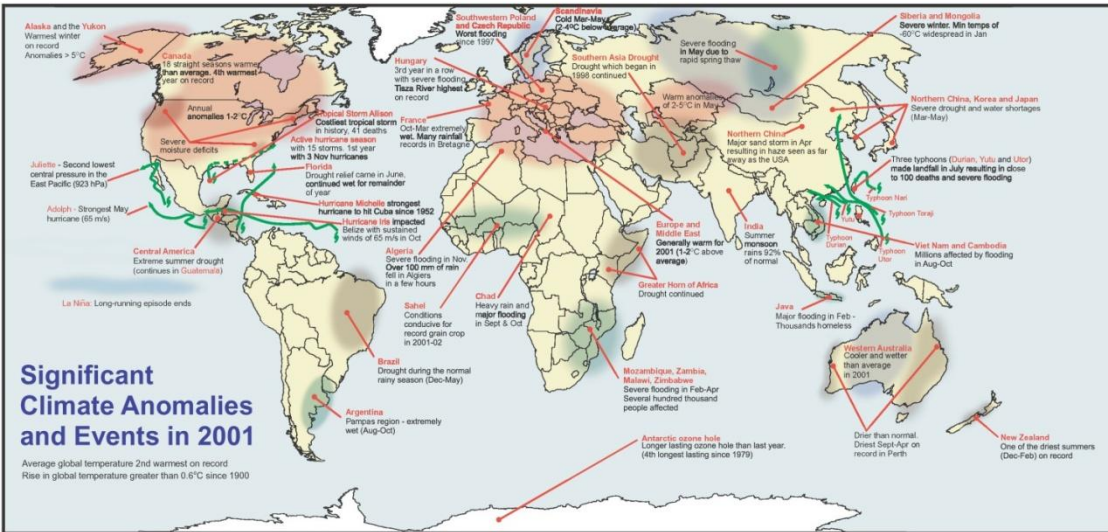 Alaska and the Yukon
Warmest winter
on record
Anomalies > 5°C
Canada
18 straight seasons warmer
than average. 4th warmest
year on record
Annual
anomalies 1-2°C
Severe
moisture deficits
Tropical Storm Allison
Costliest tropical storm
in history, 41 deaths
Active hurricane season
with 15 storms. 1st year
with 3 Nov hurricanes
Florida
Drought relief came in June,
continued wet for remainder
of year
Hurricane Michelle strongest
hurricane to hit Cuba since 1952
Hurricane Iris impacted
Belize with sustained
winds of 65 m/s in Oct
Juliette - Second lowest
central pressure in the
East Pacific (923 hPa)
Adolph - Strongest May
hurricane (65 m/s)
Central America
Extreme summer drought
(continues in Guatemala)
La Niña: Long-running episode ends
Southwestern Poland
and Czech Republic
Worst flooding
since 1997
Scandinavia
Cold Mar-May
(2-4°C below average)
Hungary
3rd year in a row
with severe flooding
Tisza River highest
on record
France
Oct-Mar extremely
wet. Many rainfall
records in Bretagne
Algeria
Severe flooding in Nov.
Over 100 mm of rain
fell in Algiers
in a few hours
Sahel
Conditions
conducive for
record grain crop
in 2001-02
Chad
Heavy rain and
major flooding
in Sept & Oct
Europe and
Middle East
Generally warm for
2001 (1-2°C above
average)
Greater Horn of Africa
Drought continued
Mozambique, Zambia,
Malawi, Zimbabwe
Severe flooding in Feb-Apr
Several hundred thousand
people affected
Brazil
Drought during the normal
rainy season (Dec-May)
Argentina
Pampas region - extremely
wet (Aug-Oct)
Southern Asia Drought
Drought which began in
1998 continued
Severe flooding
in May due to
rapid spring thaw
Warm anomalies
of 2-5°C in May
Siberia and Mongolia
Severe winter. Min temps of
-60°C widespread in Jan
Northern China, Korea and Japan
Severe drought and water shortages
(Mar-May)
Northern China
Major sand storm in Apr
resulting in haze seen as far
away as the USA
Three typhoons (Durian, Yutu and Utor)
made landfall in July resulting in close
to 100 deaths and severe flooding
Typhoon Nari
Typhoon Toraji
Yutu
Typhoon
Durian
Typhoon
Utor
India
Summer
monsoon
rains 92%
of normal
Viet Nam and Cambodia
Millions affected by flooding
in Aug-Oct
Java
Major flooding in Feb -
Thousands homeless
Western Australia
Cooler and wetter
than average
in 2001
Drier than normal.
Driest Sept-Apr on
record in Perth
New Zealand
One of the driest summers
(Dec-Feb) on record
Antarctic ozone hole
Longer lasting ozone hole than last year.
(4th longest lasting since 1979)
Significant
Climate Anomalies
and Events in 2001
Average global temperature 2nd warmest on record
Rise in global temperature greater than 0.6°C since 1900